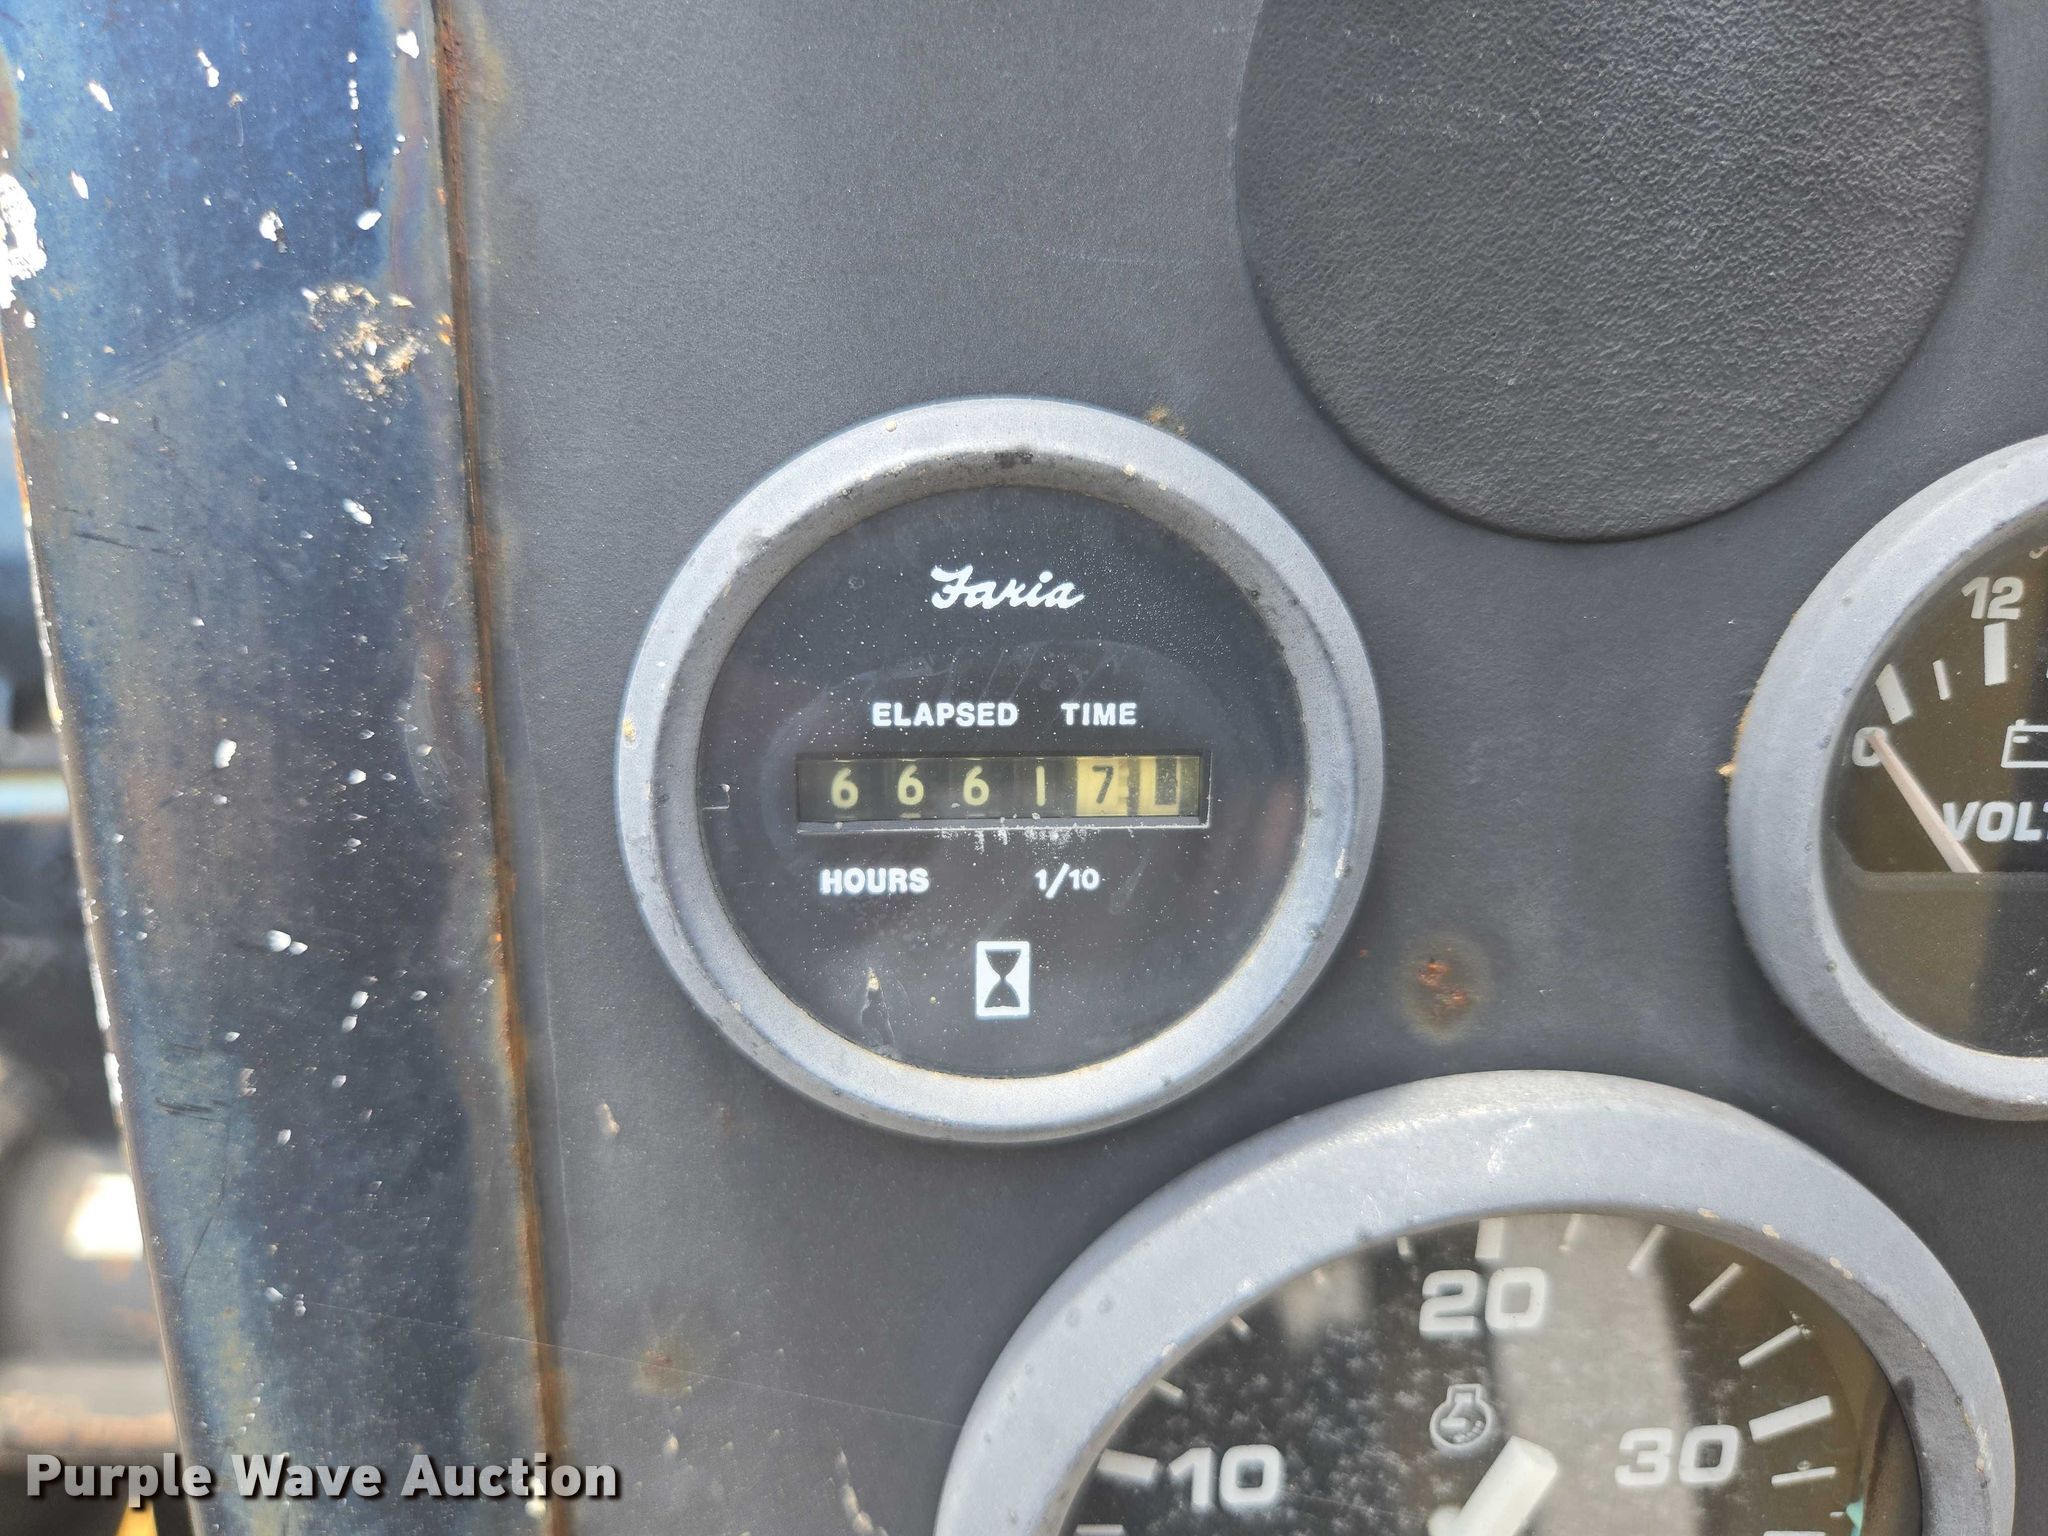 Faria
ELAPSED TIME
6 6 6 1 7
HOURS 1/10
12
0
VOLT
20
10
30
Purple Wave Auction